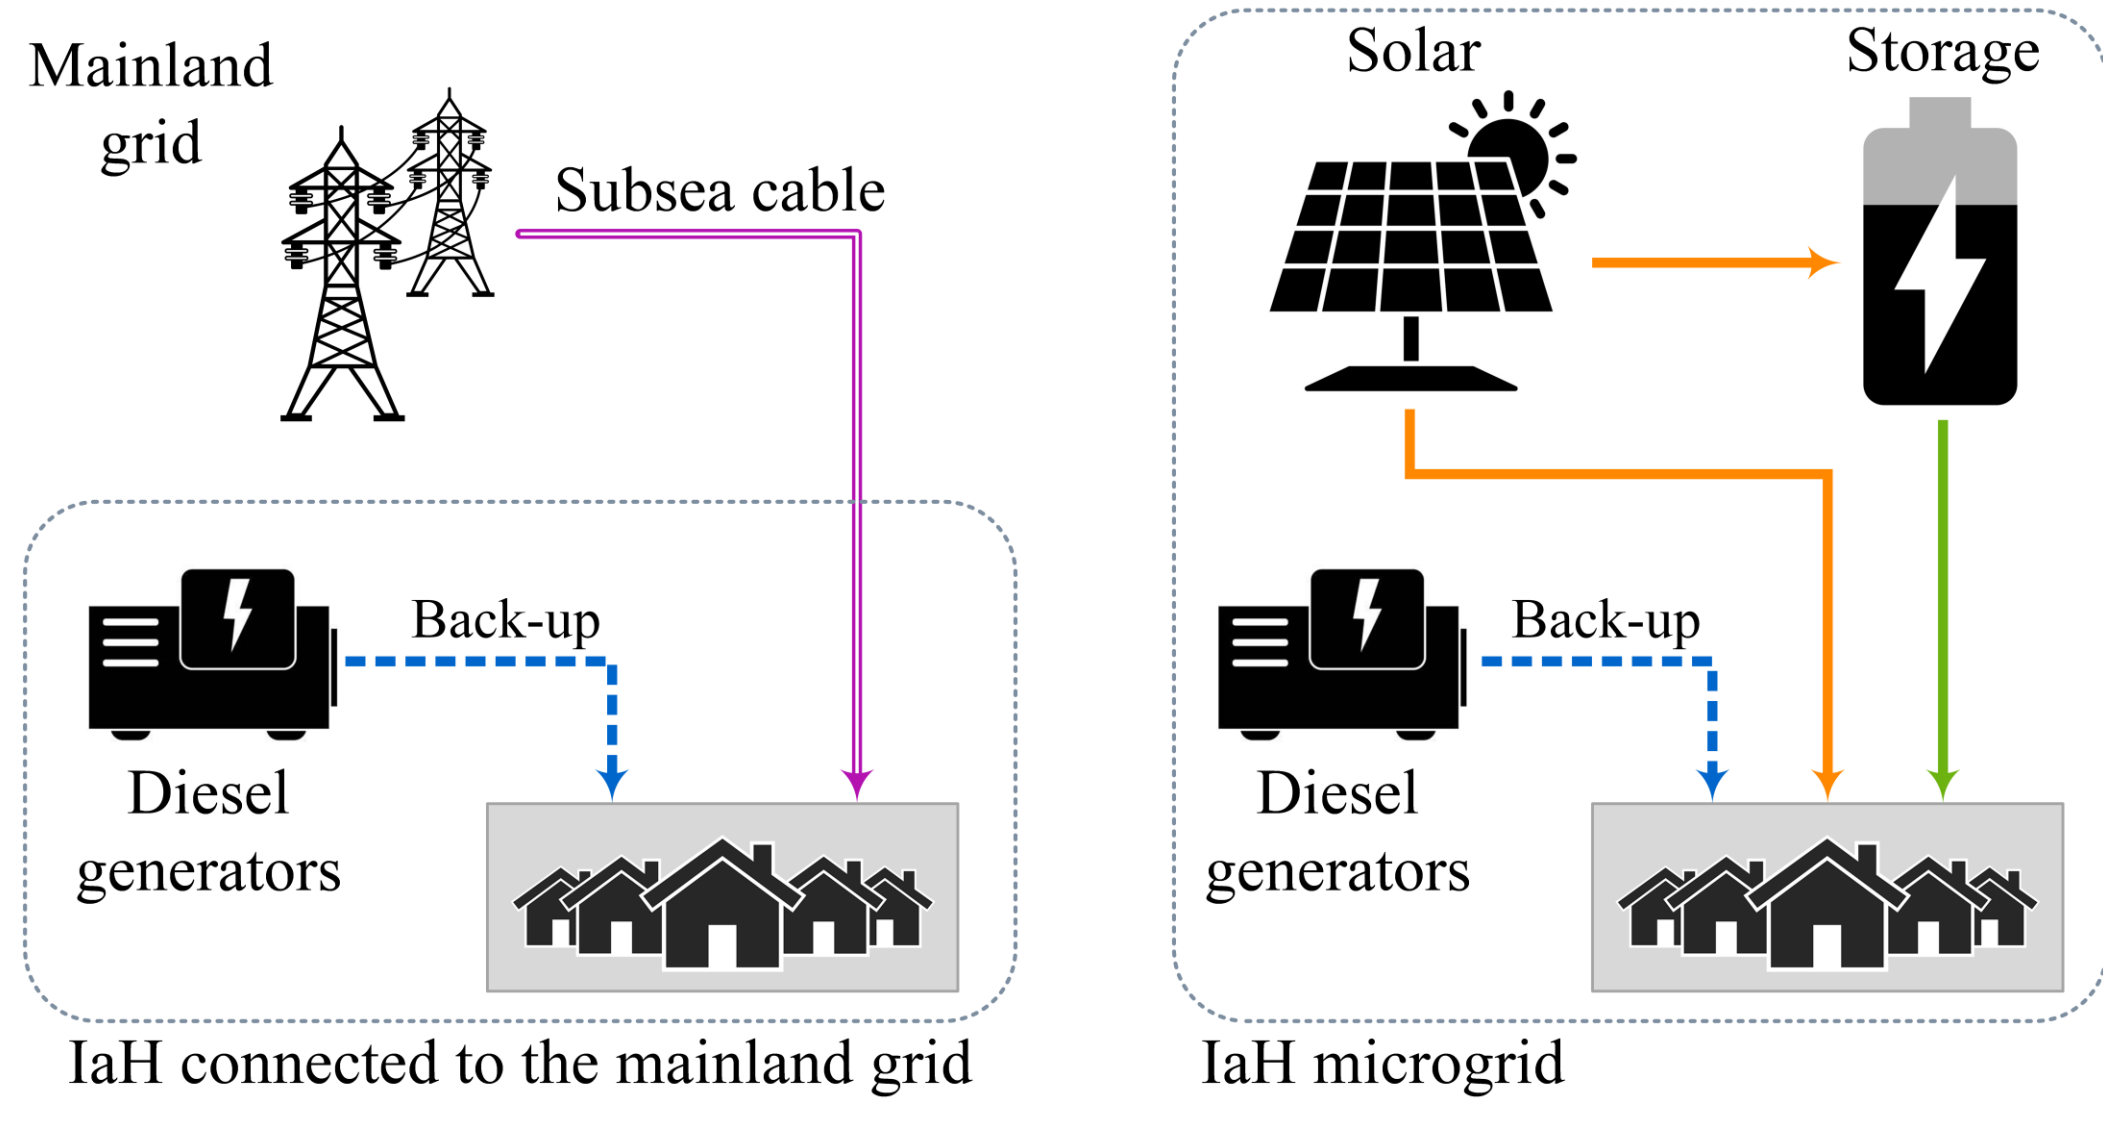 Mainland
grid
Subsea cable
Back-up
Diesel
generators
IaH connected to the mainland grid
Solar
Storage
Back-up
Diesel
generators
IaH microgrid